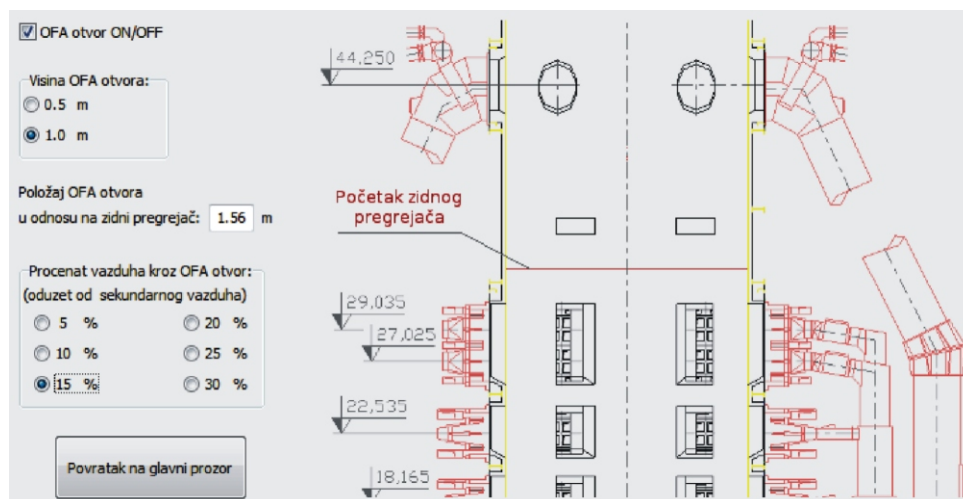 OFA otvor ON/OFF
Visina OFA otvora:
0.5 m
1.0 m
Položaj OFA otvora
u odnosu na zidni pregrejač: 1.56 m
Procenat vazduha kroz OFA otvor:
(oduzet od sekundarnog vazduha)
5 % 20 %
10 % 25 %
15 % 30 %
Povratak na glavni prozor
44,250
Početak zidnog
pregrejača
29,035
27,025
22,535
18,165